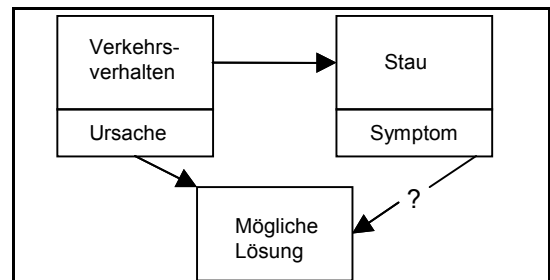 Verkehrs-
verhalten
Stau
Ursache
Symptom
?
Mögliche
Lösung